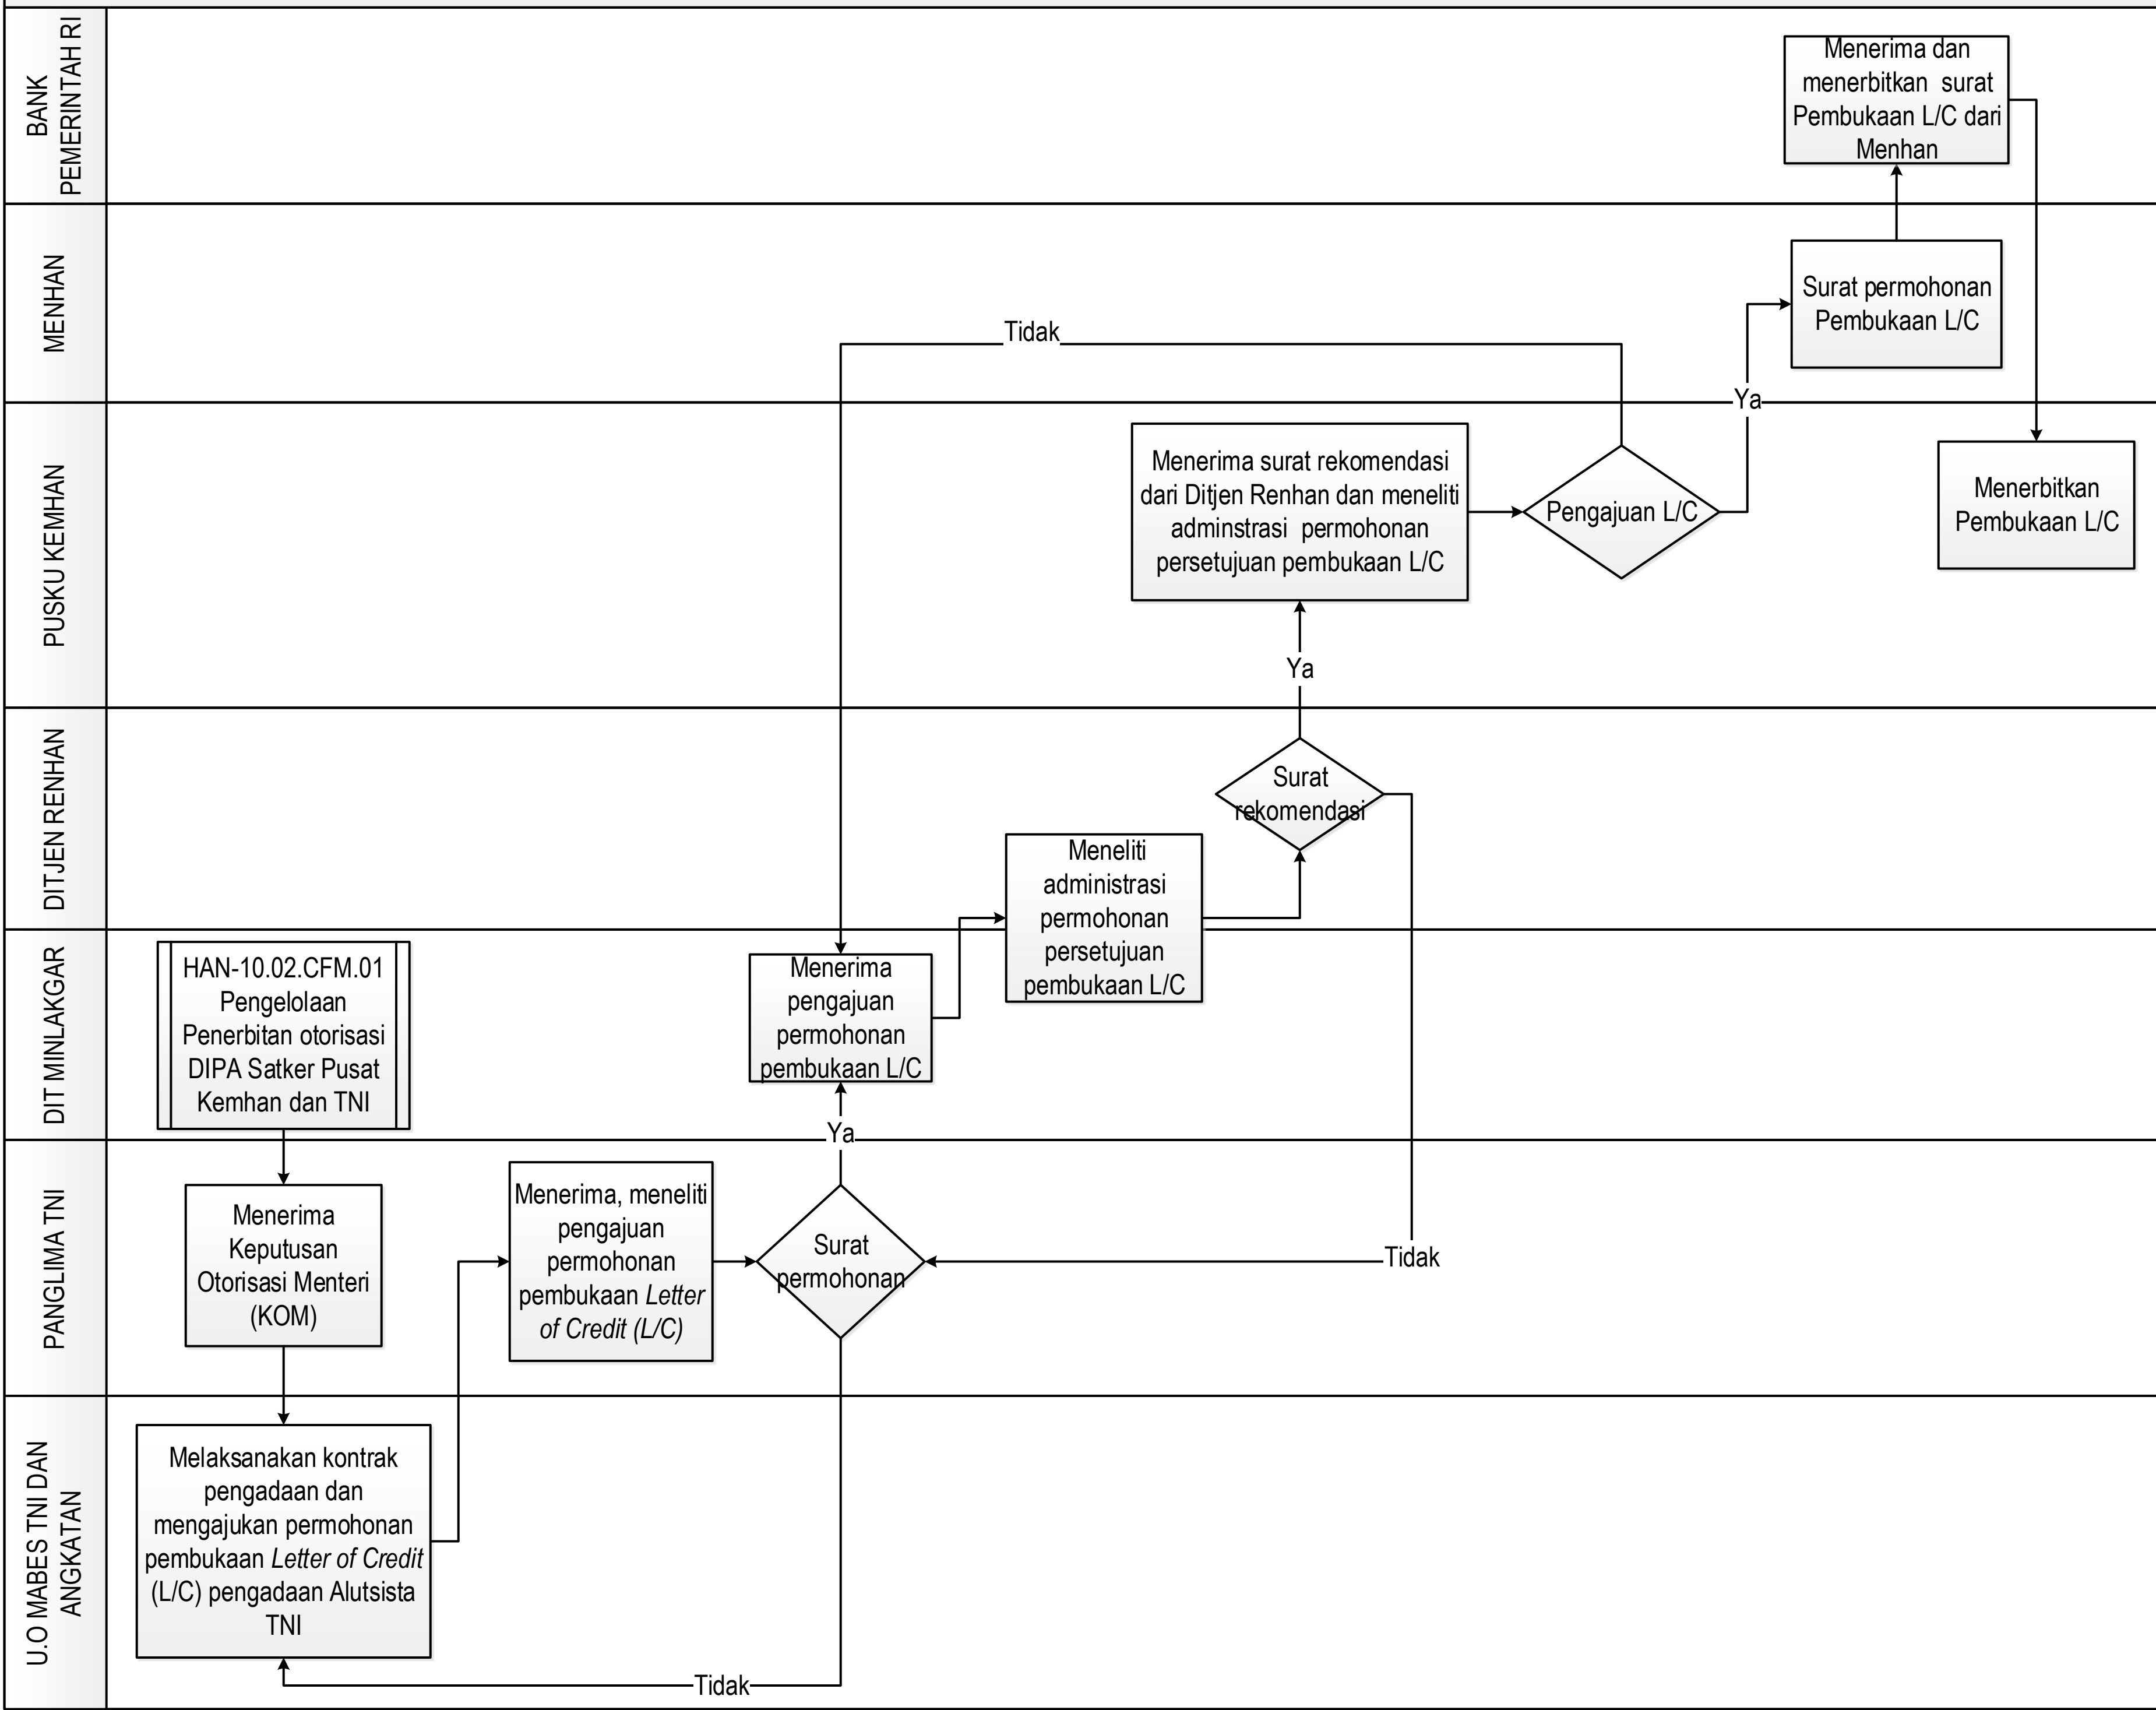 BANK
PEMERINTAH RI
Menerima dan
menerbitkan surat
Pembukaan L/C dari
Menhan
MENHAN
Surat permohonan
Pembukaan L/C
Tidak
Ya
PUSKU KEMHAN
Menerima surat rekomendasi
dari Ditjen Renhan dan meneliti
adminstrasi permohonan
persetujuan pembukaan L/C
Pengajuan L/C
Menerbitkan
Pembukaan L/C
Ya
DITJEN RENHAN
Surat
rekomendasi
Meneliti
administrasi
permohonan
persetujuan
pembukaan L/C
DIT MINLAKGAR
HAN-10.02.CFM.01
Pengelolaan
Penerbitan otorisasi
DIPA Satker Pusat
Kemhan dan TNI
Menerima
pengajuan
permohonan
pembukaan L/C
Ya
PANGLIMA TNI
Menerima
Keputusan
Otorisasi Menteri
(KOM)
Menerima, meneliti
pengajuan
permohonan
pembukaan Letter
of Credit (L/C)
Surat
permohonan
Tidak
U.O MABES TNI DAN
ANGKATAN
Melaksanakan kontrak
pengadaan dan
mengajukan permohonan
pembukaan Letter of Credit
(L/C) pengadaan Alutsista
TNI
Tidak